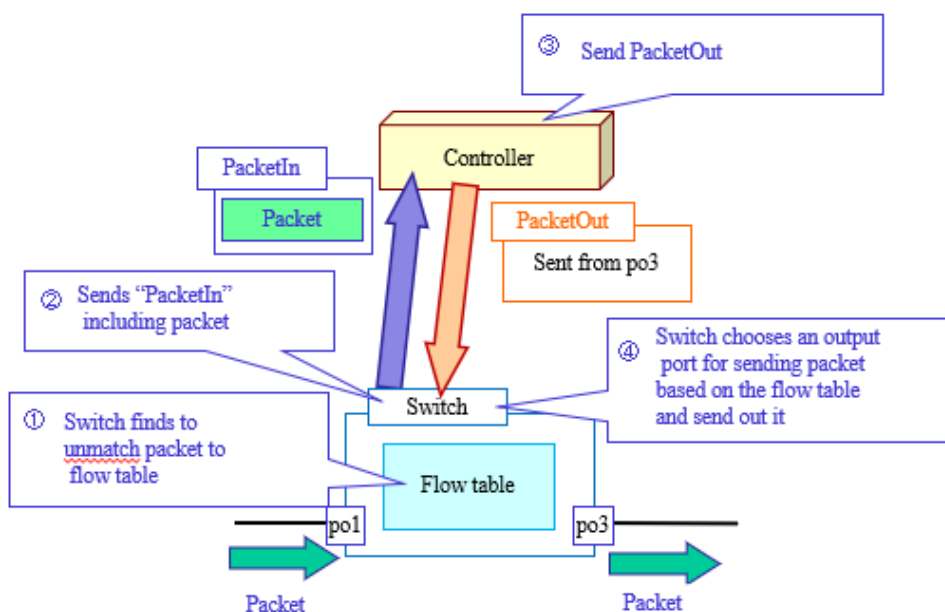 ③ Send PacketOut
Controller
PacketIn
Packet
PacketOut
Sent from po3
② Sends “PacketIn”
including packet
④ Switch chooses an output
port for sending packet
based on the flow table
and send out it
Switch
① Switch finds to
unmatch packet to
flow table
Flow table
po1
po3
Packet
Packet